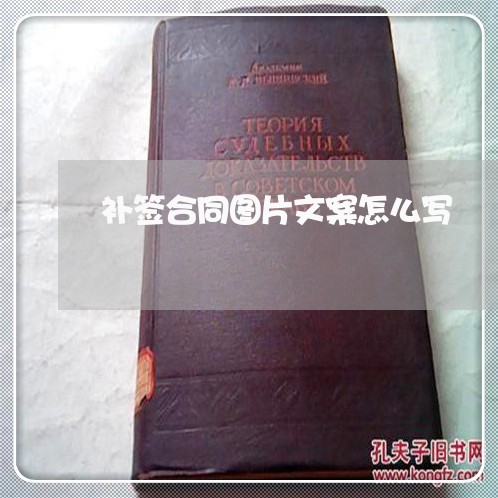 Академик
А.Я. ВЫШИНСКИЙ
ТЕОРИЯ
СУДЕБНЫХ
ДОКАЗАТЕЛЬСТВ
В СОВЕТСКОМ
补签合同图片文案怎么写
孔夫子旧书网
kongfz.com